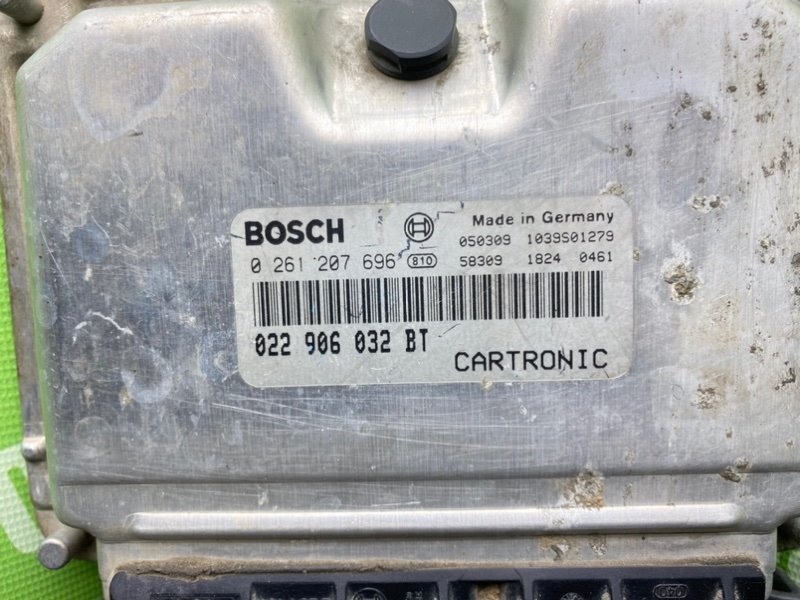 BOSCH Made in Germany
050309 1039S01279
0 261 207 696 810 58309 1824 0461
022 906 032 BT
CARTRONIC